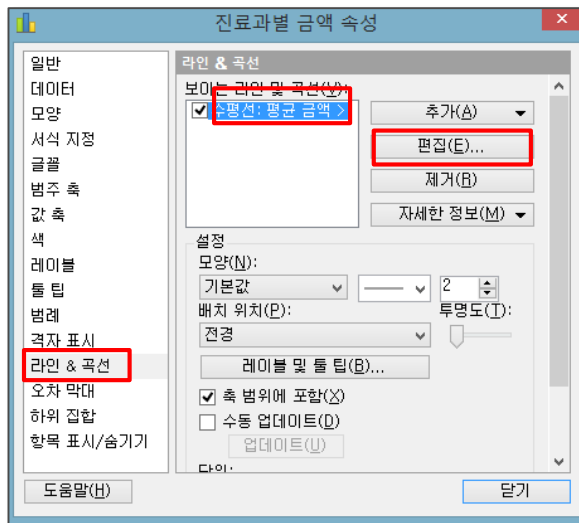 진료과별 금액 속성
일반
데이터
모양
서식 지정
글꼴
범주 축
값 축
색
레이블
툴 팁
범례
격자 표시
라인 & 곡선
오차 막대
하위 집합
항목 표시/숨기기
라인 & 곡선
보이는 라인 및 곡선(V):
수평선: 평균 금액 >
추가(A)
편집(E)...
제거(R)
자세한 정보(M)
설정
모양(N):
기본값
2
배치 위치(P):
투명도(T):
전경
레이블 및 툴 팁(B)...
축 범위에 포함(X)
수동 업데이트(D)
업데이트(U)
도움말(H)
닫기